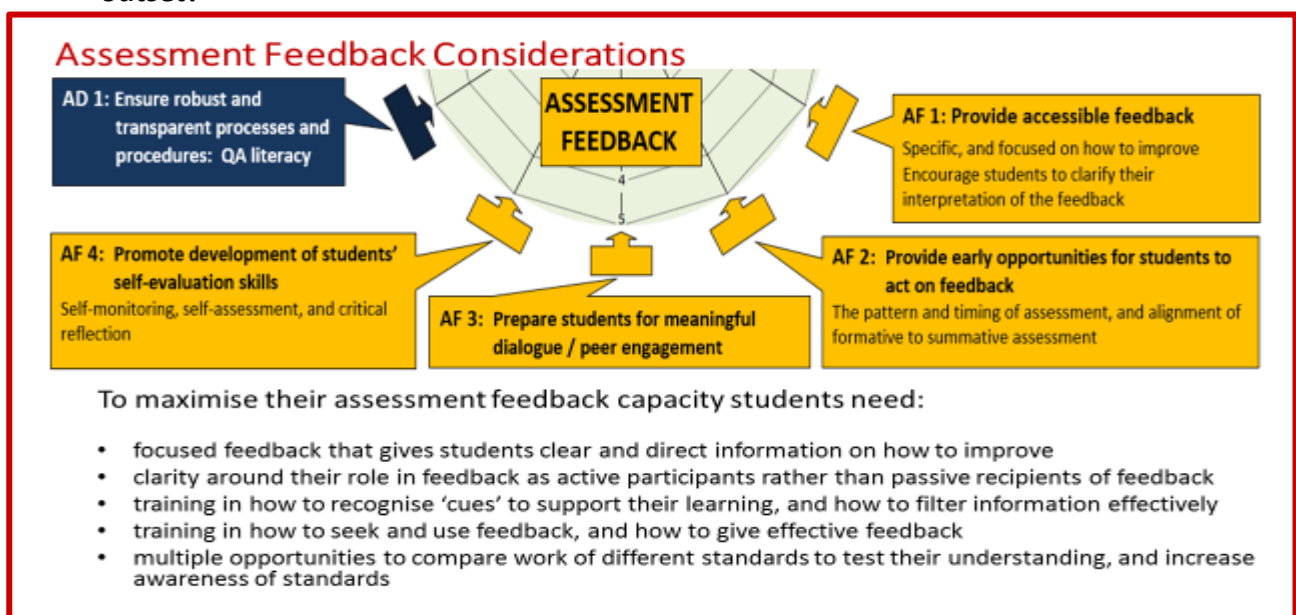 Assessment Feedback Considerations
AD 1: Ensure robust and
transparent processes and
procedures: QA literacy
ASSESSMENT
FEEDBACK
4
5
AF 1: Provide accessible feedback
Specific, and focused on how to improve
Encourage students to clarify their
interpretation of the feedback
AF 4: Promote development of students'
self-evaluation skills
Self-monitoring, self-assessment, and critical
reflection
AF 3: Prepare students for meaningful
dialogue / peer engagement
AF 2: Provide early opportunities for students to
act on feedback
The pattern and timing of assessment, and alignment of
formative to summative assessment
To maximise their assessment feedback capacity students need:
• focused feedback that gives students clear and direct information on how to improve
• clarity around their role in feedback as active participants rather than passive recipients of feedback
• training in how to recognise 'cues' to support their learning, and how to filter information effectively
• training in how to seek and use feedback, and how to give effective feedback
• multiple opportunities to compare work of different standards to test their understanding, and increase
awareness of standards